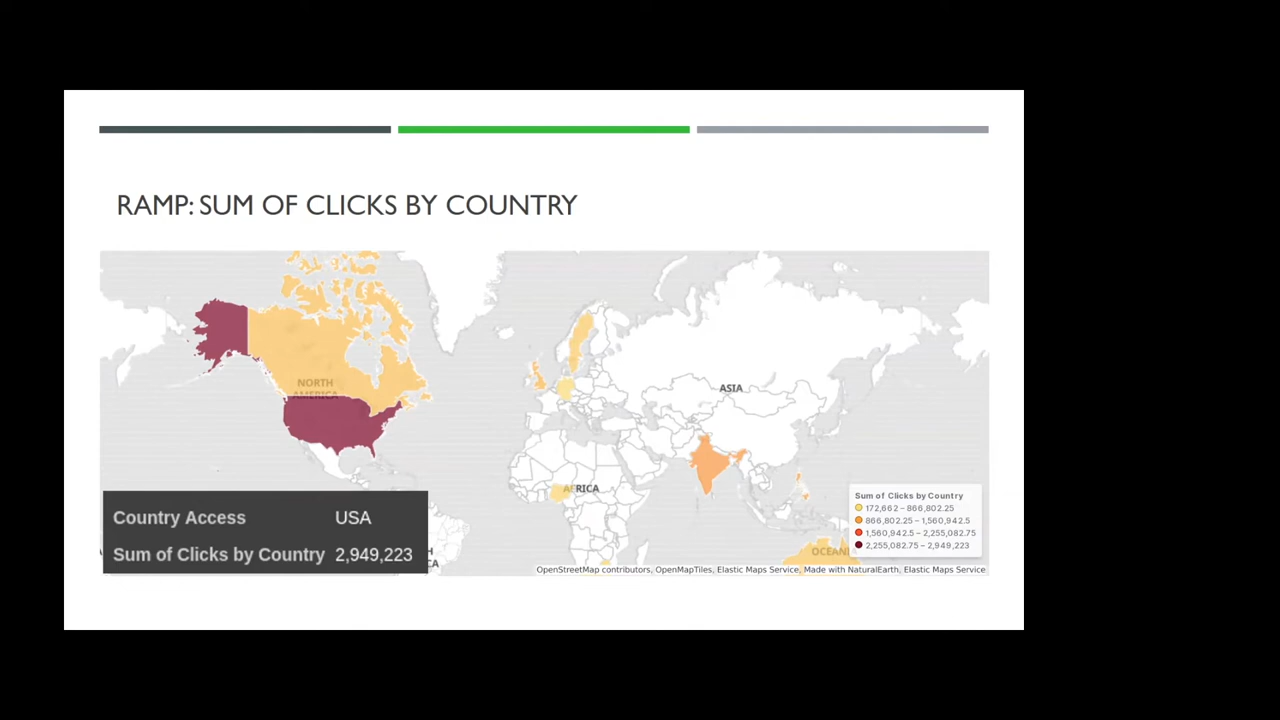 RAMP: SUM OF CLICKS BY COUNTRY
NORTH
AMERICA
ASIA
AFRICA
Country Access USA
Sum of Clicks by Country 2,949,223
H
CA
OCEANI
Sum of Clicks by Country
172,662 – 866,802.25
866,802.25 – 1,560,942.5
1,560,942.5 – 2,255,082.75
2,255,082.75 – 2,949,223
OpenStreetMap contributors, OpenMapTiles, Elastic Maps Service, Made with NaturalEarth, Elastic Maps Service